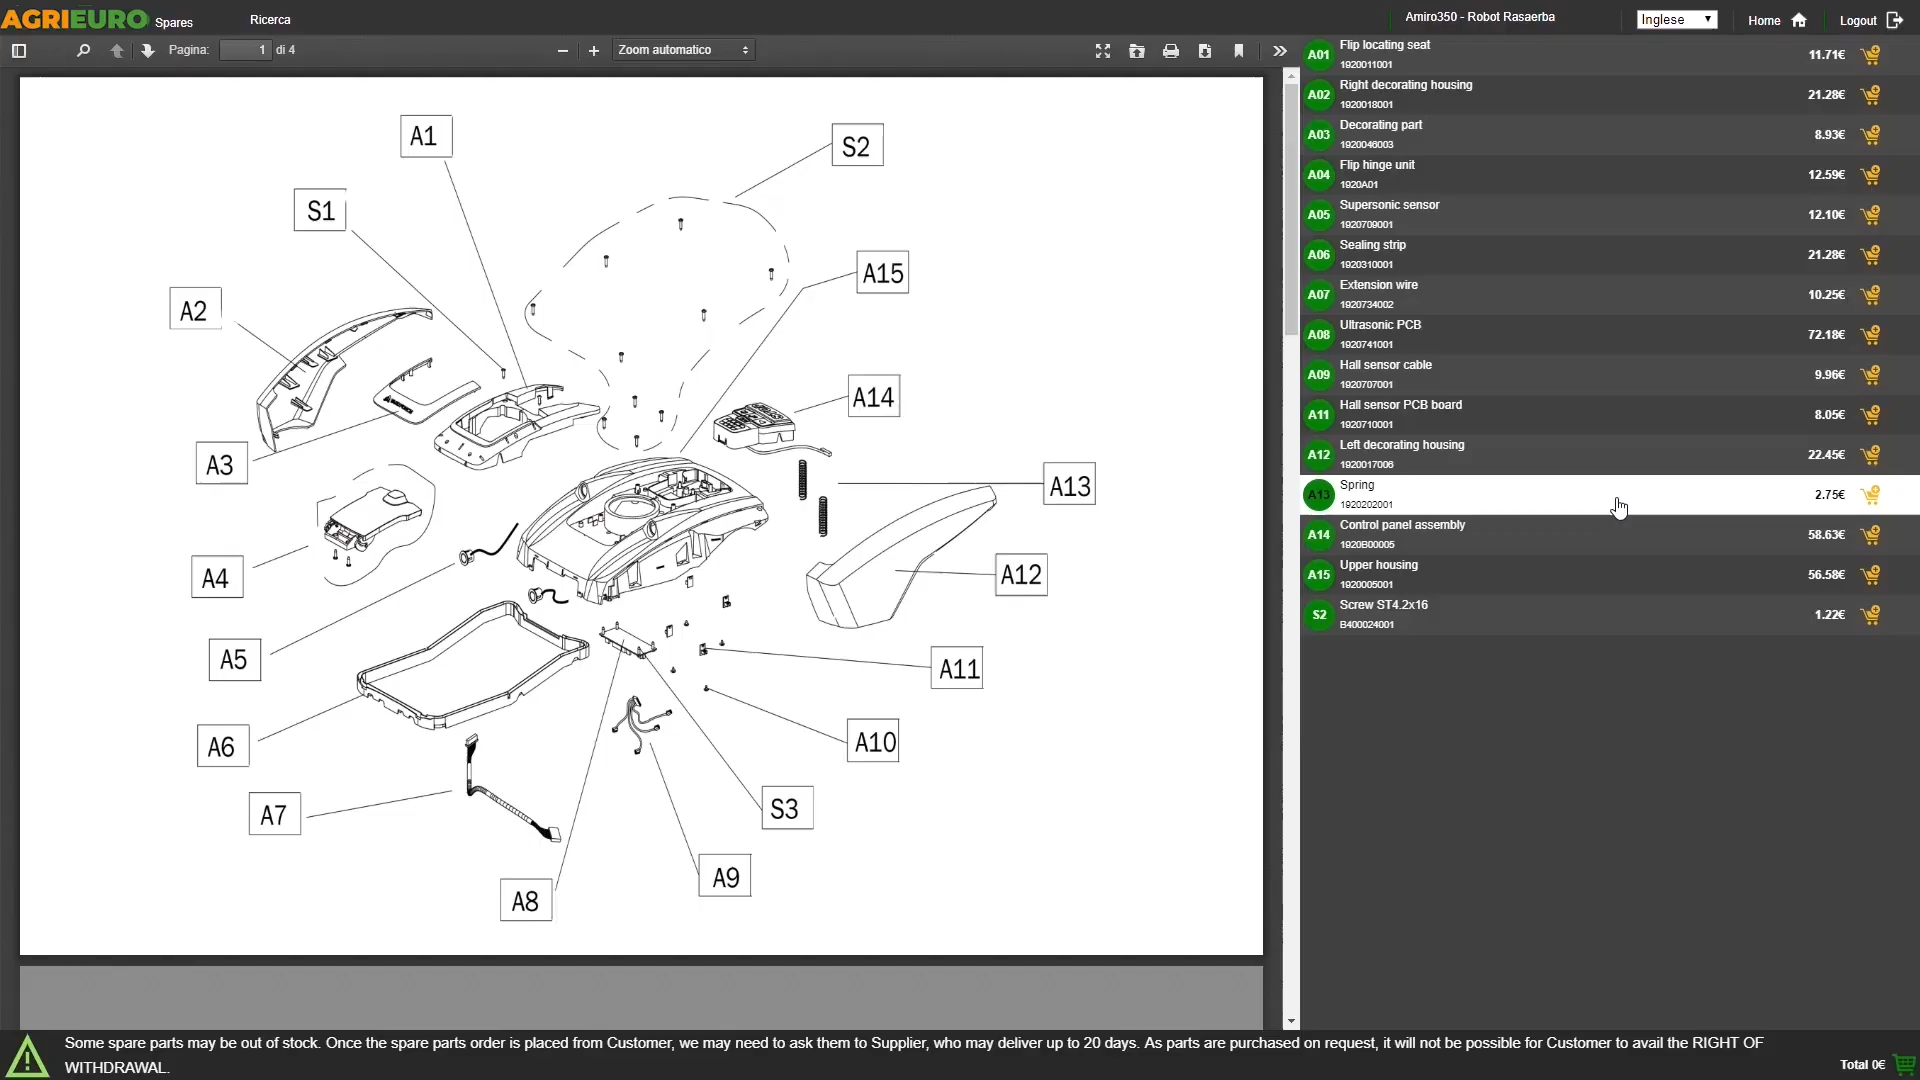 AGRIEURO Spares
Ricerca
Amiro350 - Robot Rasaerba
Inglese
Home
Logout
Pagina: 1 di 4
Zoom automatico
A1
S2
S1
A15
A2
A14
A3
A13
A4
A12
A5
A11
A6
A10
A7
S3
A9
A8
A01 Flip locating seat 11.71€
1920011001
A02 Right decorating housing 21.28€
1920018001
A03 Decorating part 8.93€
1920046003
A04 Flip hinge unit 12.59€
1920A01
A05 Supersonic sensor 12.10€
1920709001
A06 Sealing strip 21.28€
1920310001
A07 Extension wire 10.25€
1920734002
A08 Ultrasonic PCB 72.18€
1920741001
A09 Hall sensor cable 9.96€
1920707001
A11 Hall sensor PCB board 8.05€
1920710001
A12 Left decorating housing 22.45€
1920017006
A13 Spring 2.75€
1920202001
A14 Control panel assembly 58.63€
1920B00005
A15 Upper housing 56.58€
1920005001
S2 Screw ST4.2x16 1.22€
B400024001
Some spare parts may be out of stock. Once the spare parts order is placed from Customer, we may need to ask them to Supplier, who may deliver up to 20 days. As parts are purchased on request, it will not be possible for Customer to avail the RIGHT OF
WITHDRAWAL.
Total 0€